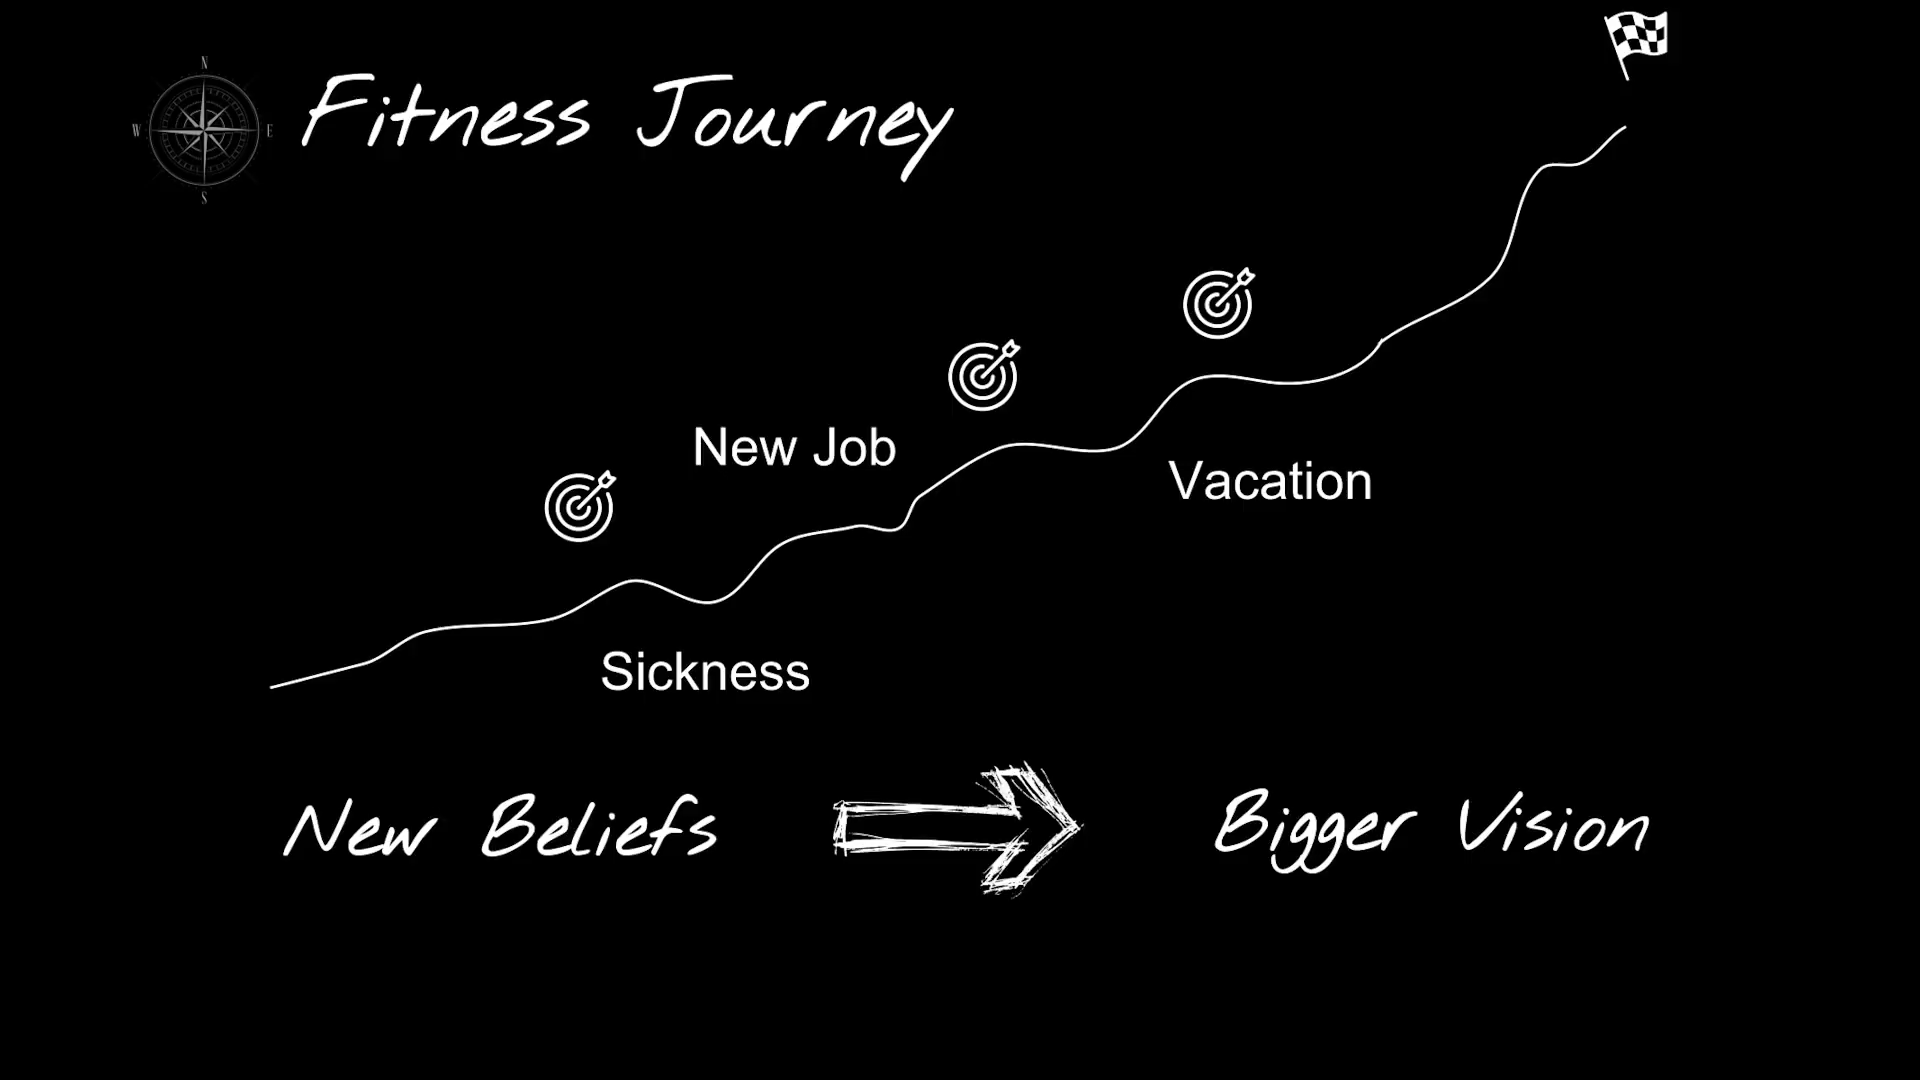 N
W E
S
Fitness Journey
New Job
Vacation
Sickness
New Beliefs
Bigger Vision